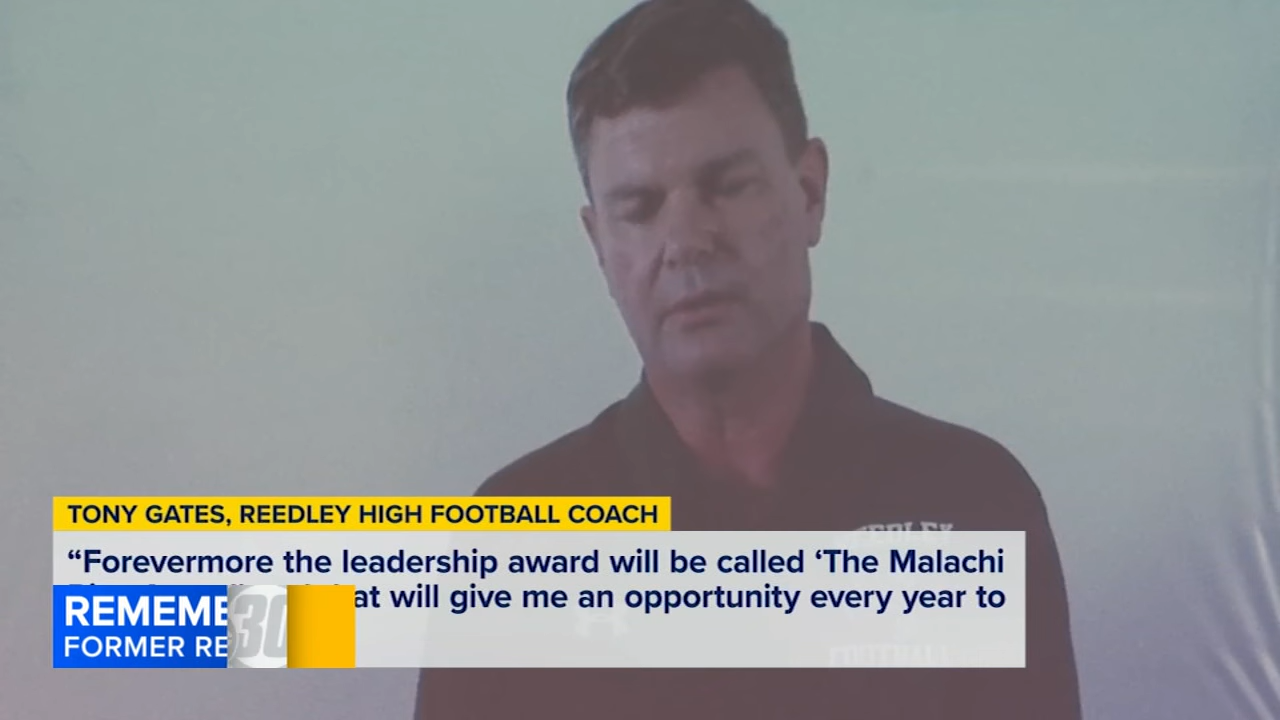 REEDLEY
FOOTBALL
TONY GATES, REEDLEY HIGH FOOTBALL COACH
“Forevermore the leadership award will be called ‘The Malachi
will give me an opportunity every year to
REMEME
30
FORMER RE